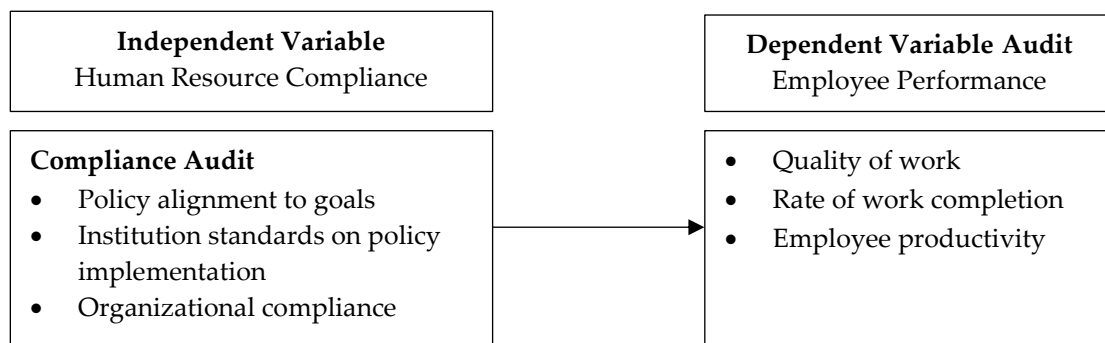 Independent Variable
Human Resource Compliance
Dependent Variable Audit
Employee Performance
Compliance Audit
• Policy alignment to goals
• Institution standards on policy
implementation
• Organizational compliance
• Quality of work
• Rate of work completion
• Employee productivity